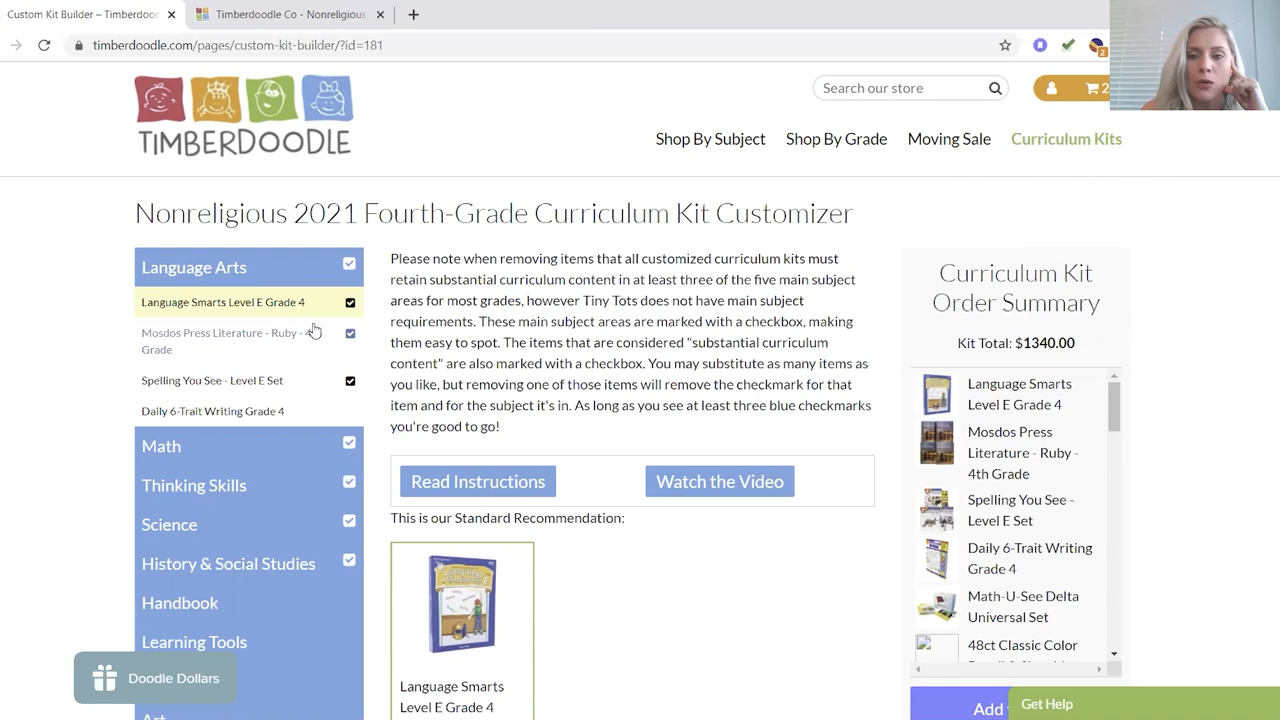 Custom Kit Builder – Timberdoo
Timberdoodle Co - Nonreligious
timberdoodle.com/pages/custom-kit-builder/?id=181
2
TIMBERDOODLE
Search our store
2
Shop By Subject
Shop By Grade
Moving Sale
Curriculum Kits
Nonreligious 2021 Fourth-Grade Curriculum Kit Customizer
Language Arts
Language Smarts Level E Grade 4
Mosdos Press Literature - Ruby - 4
Grade
Spelling You See - Level E Set
Daily 6-Trait Writing Grade 4
Math
Thinking Skills
Science
History & Social Studies
Handbook
Learning Tools
Art
Doodle Dollars
Please note when removing items that all customized curriculum kits must
retain substantial curriculum content in at least three of the five main subject
areas for most grades, however Tiny Tots does not have main subject
requirements. These main subject areas are marked with a checkbox, making
them easy to spot. The items that are considered "substantial curriculum
content" are also marked with a checkbox. You may substitute as many items as
you like, but removing one of those items will remove the checkmark for that
item and for the subject it's in. As long as you see at least three blue checkmarks
you're good to go!
Read Instructions
Watch the Video
This is our Standard Recommendation:
Language Smarts
Level E Grade 4
Curriculum Kit
Order Summary
Kit Total: $1340.00
Language Smarts
Level E Grade 4
Mosdos Press
Literature - Ruby -
4th Grade
Spelling You See -
Level E Set
Daily 6-Trait Writing
Grade 4
Math-U-See Delta
Universal Set
48ct Classic Color
Add
Get Help